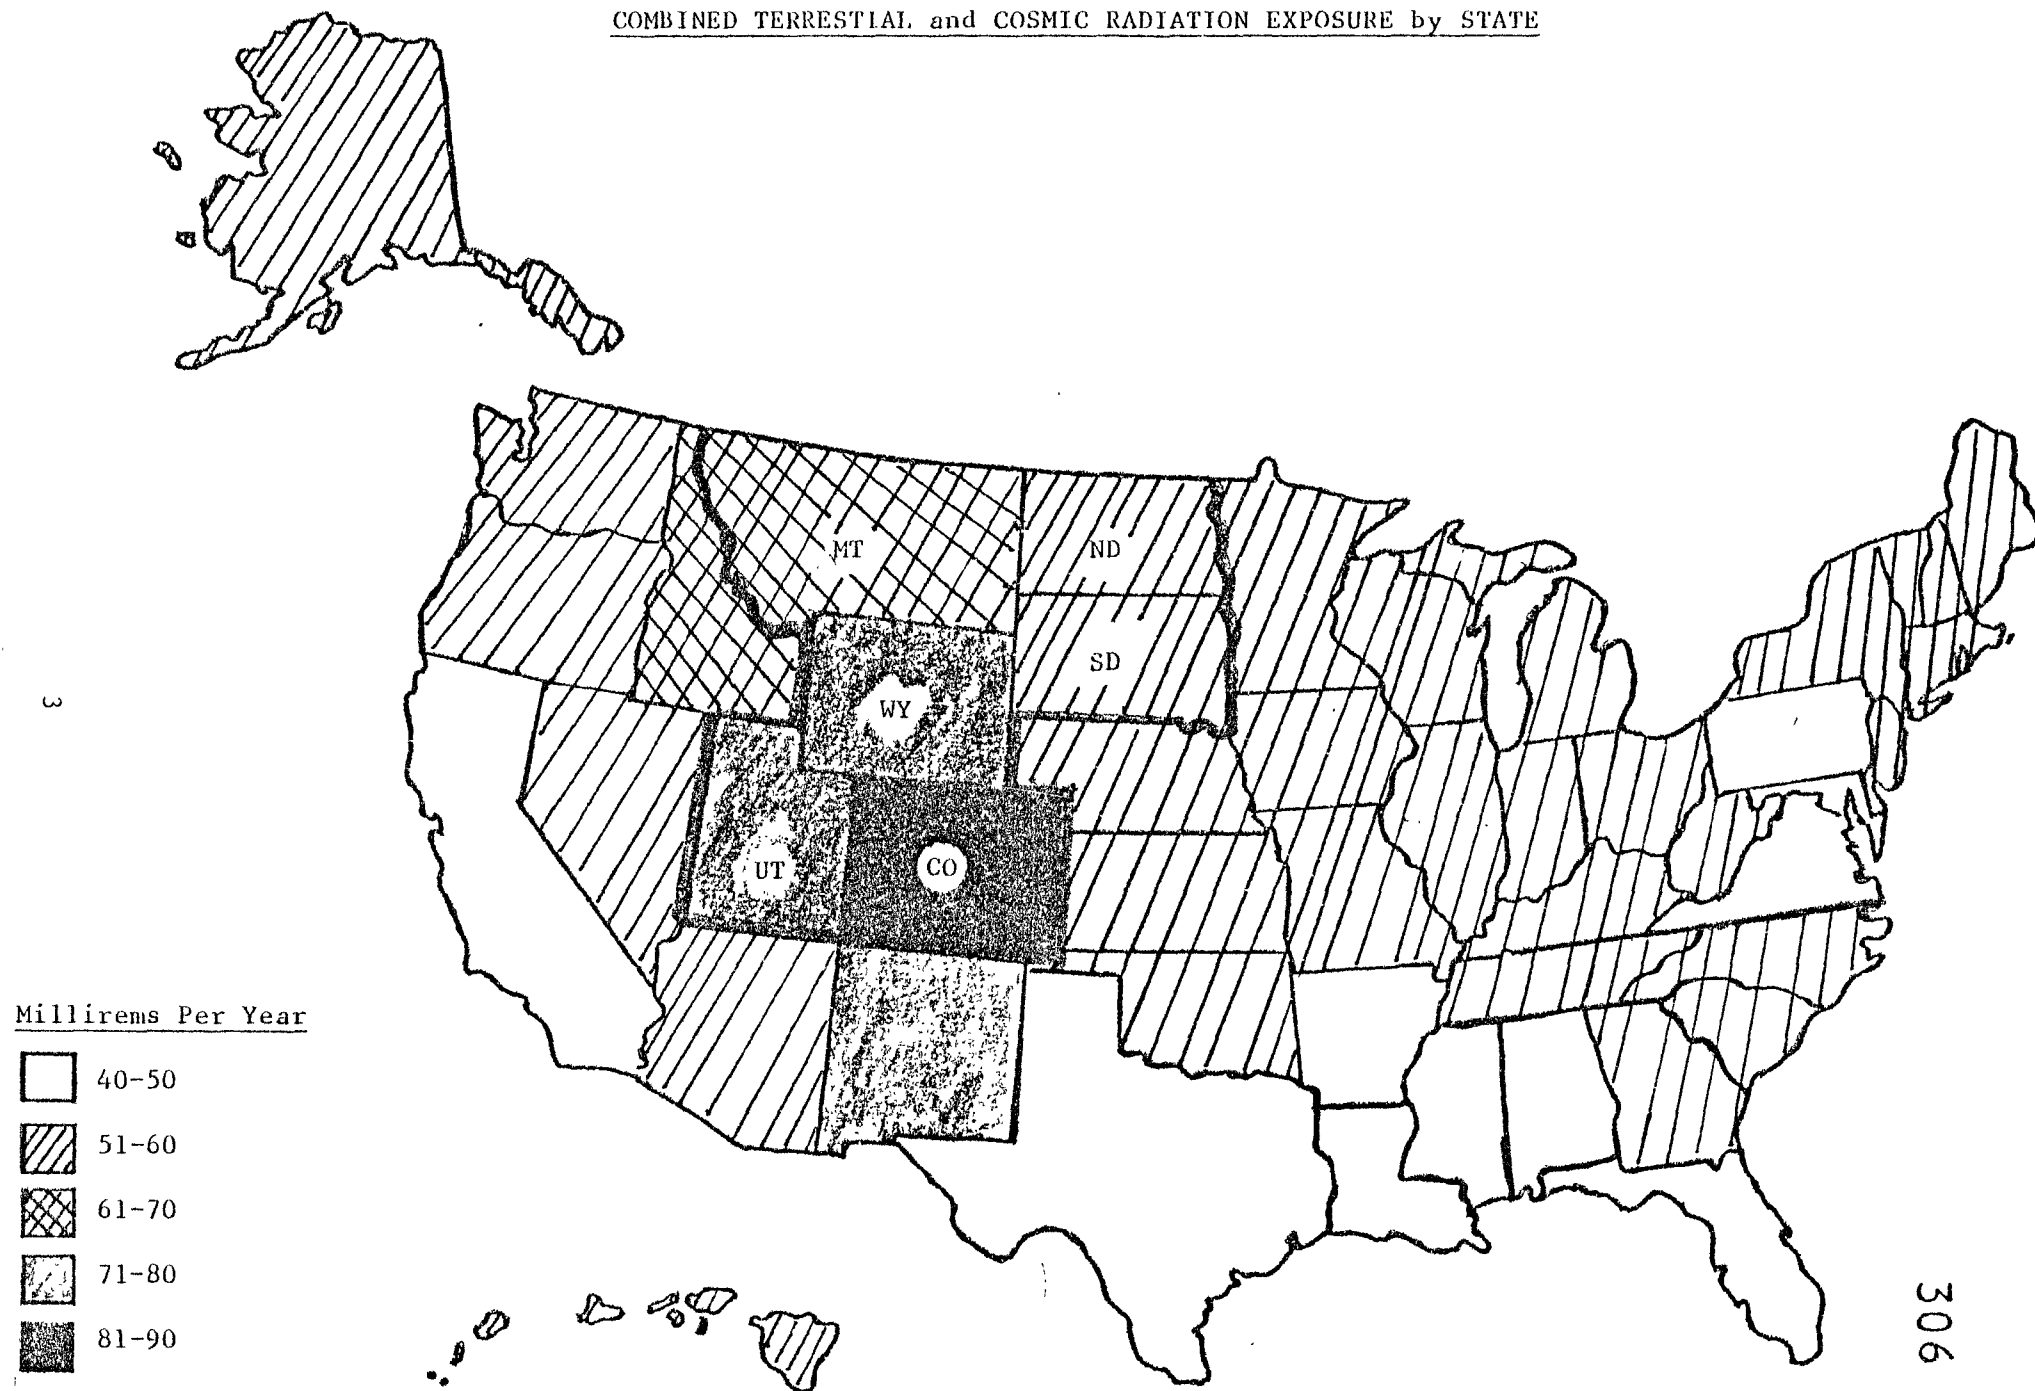 COMBINED TERRESTIAL and COSMIC RADIATION EXPOSURE by STATE
MT
ND
SD
WY
UT
CO
3
Millirems Per Year
40-50
51-60
61-70
71-80
81-90
306